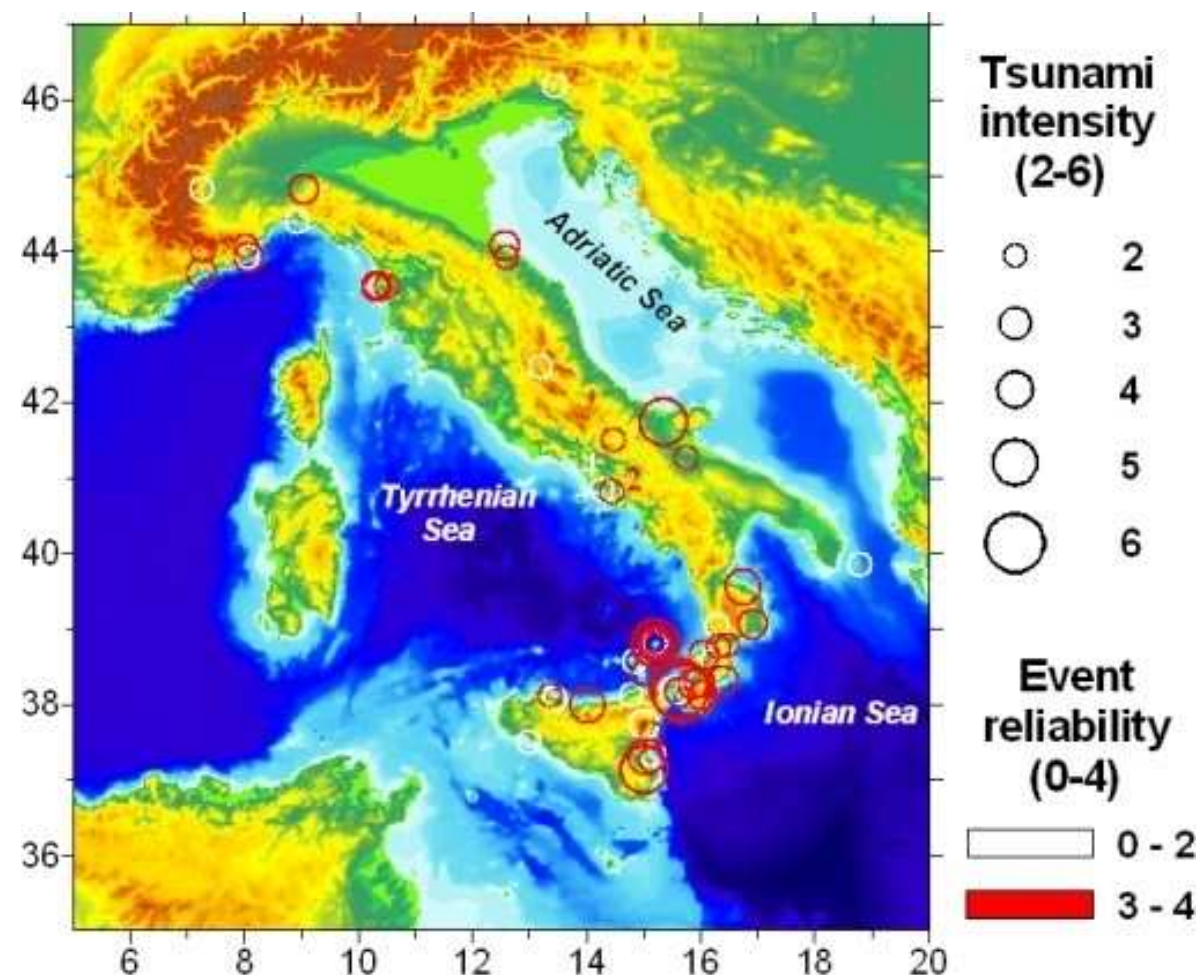 46
44
42
40
38
36
6
8
10
12
14
16
18
20
Adriatic Sea
Tyrrhenian
Sea
Ionian Sea
Tsunami
intensity
(2-6)
2
3
4
5
6
Event
reliability
(0-4)
0 - 2
3 - 4